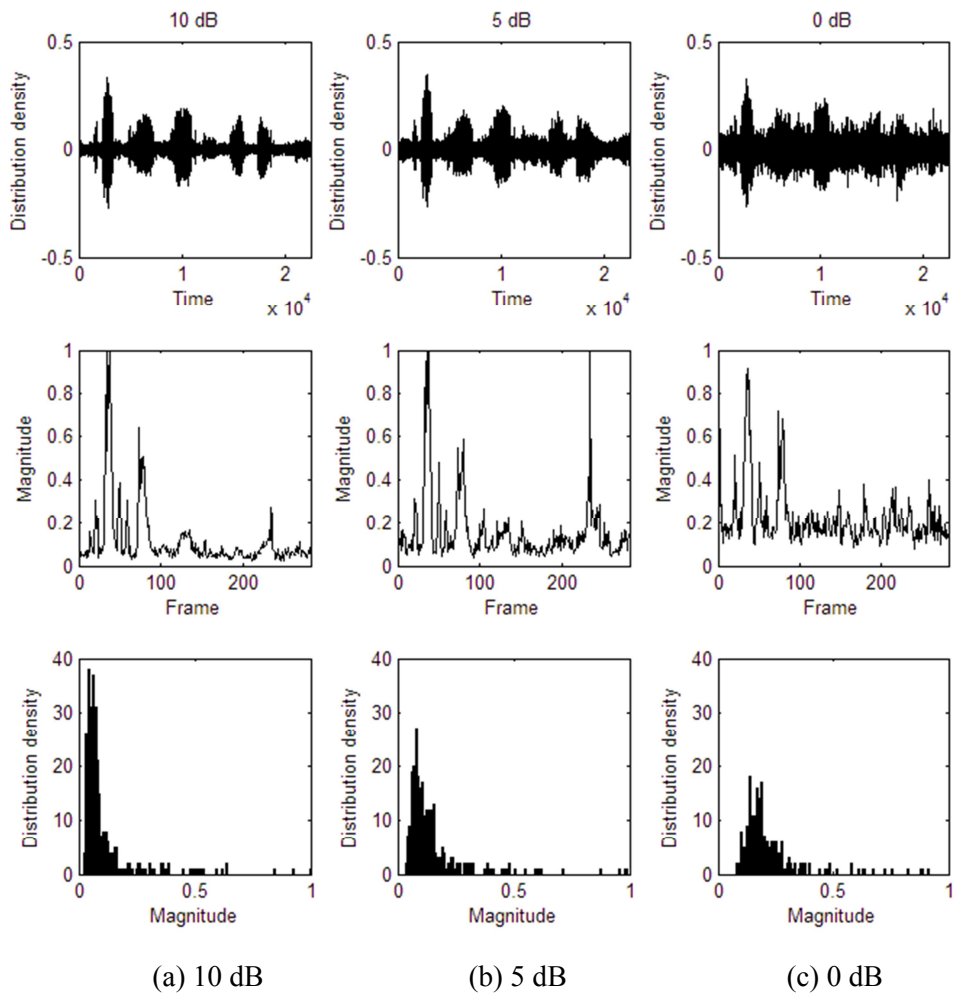 10 dB
5 dB
0 dB
Distribution density
0.5
0
-0.5
0
1
2
Time
x 10^4
Distribution density
0.5
0
-0.5
0
1
2
Time
x 10^4
Distribution density
0.5
0
-0.5
0
1
2
Time
x 10^4
Magnitude
1
0.8
0.6
0.4
0.2
0
0
100
200
Frame
Magnitude
1
0.8
0.6
0.4
0.2
0
0
100
200
Frame
Magnitude
1
0.8
0.6
0.4
0.2
0
0
100
200
Frame
Distribution density
40
30
20
10
0
0
0.5
1
Magnitude
Distribution density
40
30
20
10
0
0
0.5
1
Magnitude
Distribution density
40
30
20
10
0
0
0.5
1
Magnitude
(a) 10 dB
(b) 5 dB
(c) 0 dB